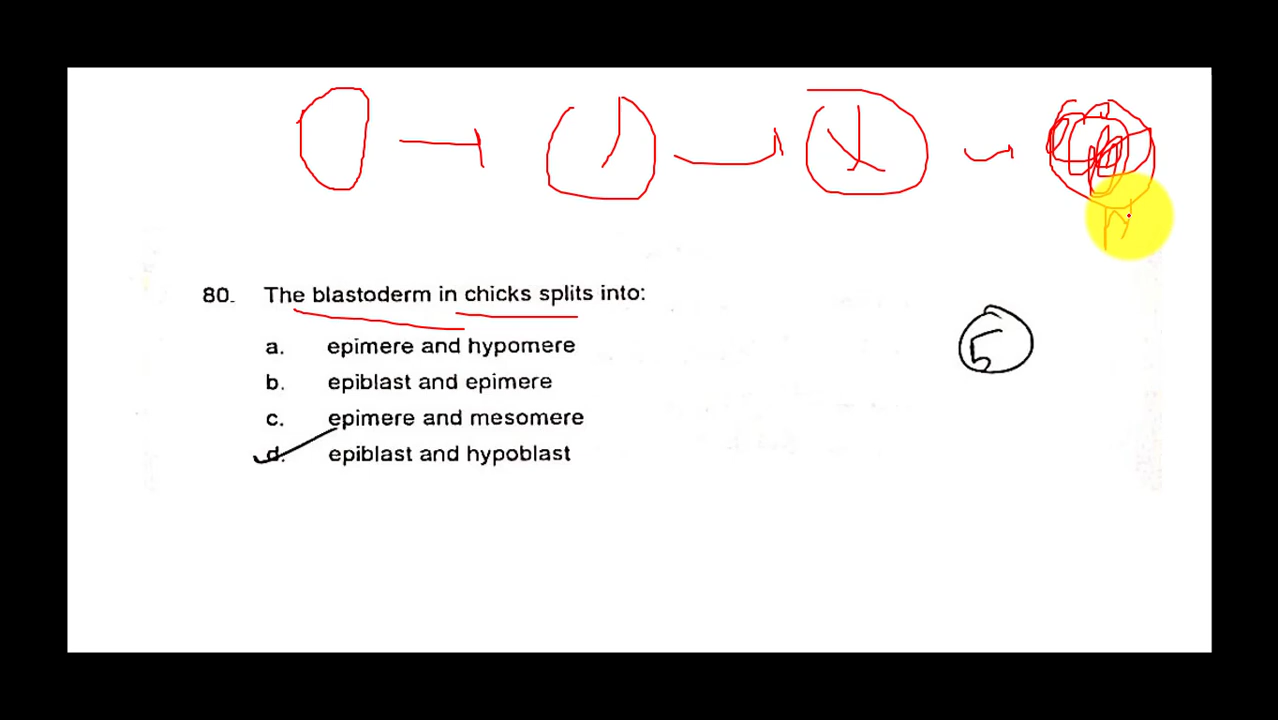 80. The blastoderm in chicks splits into:
a. epimere and hypomere
b. epiblast and epimere
c. epimere and mesomere
d. epiblast and hypoblast